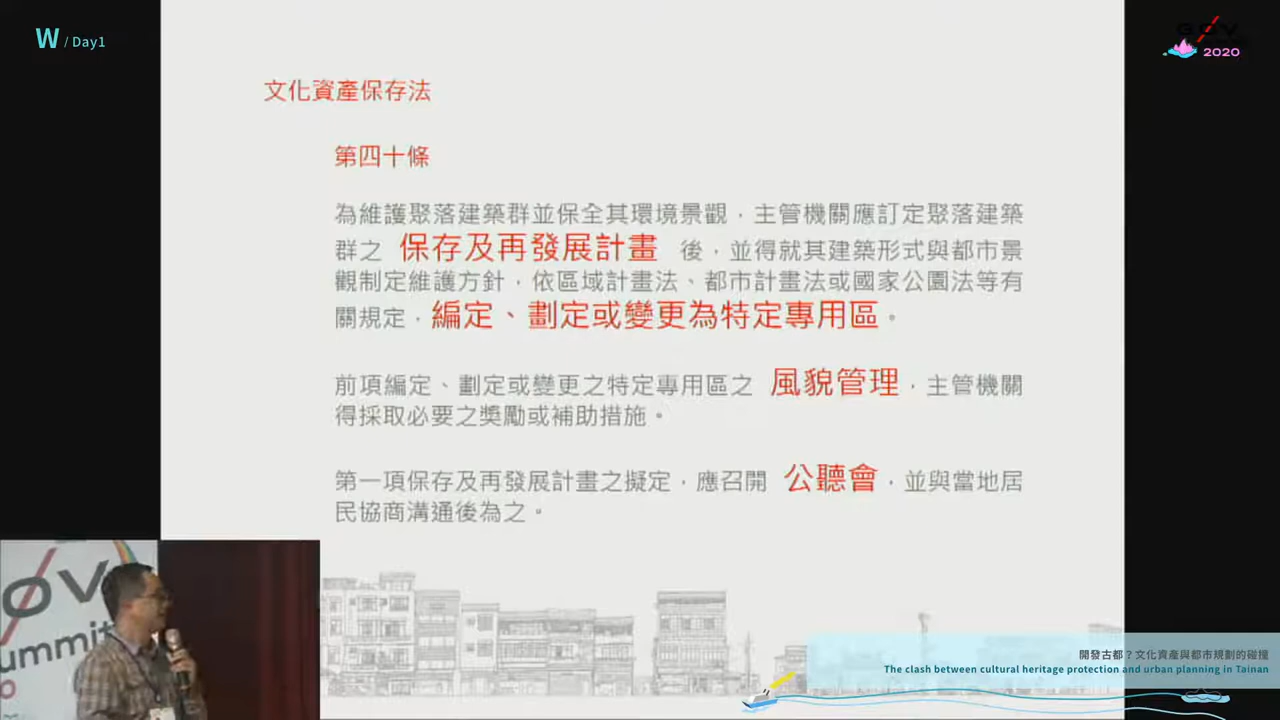 W / Day1
GOV
2020
文化資產保存法
第四十條
為維護聚落建築群並保全其環境景觀，主管機關應訂定聚落建築
群之 保存及再發展計畫 後，並得就其建築形式與都市景
觀制定維護方針，依區域計畫法、都市計畫法或國家公園法等有
關規定，編定、劃定或變更為特定專用區。
前項編定、劃定或變更之特定專用區之 風貌管理，主管機關
得採取必要之獎勵或補助措施。
第一項保存及再發展計畫之擬定，應召開 公聽會，並與當地居
民協商溝通後為之。
ummit
開發古都？文化資產與都市規劃的碰撞
The clash between cultural heritage protection and urban planning in Tainan